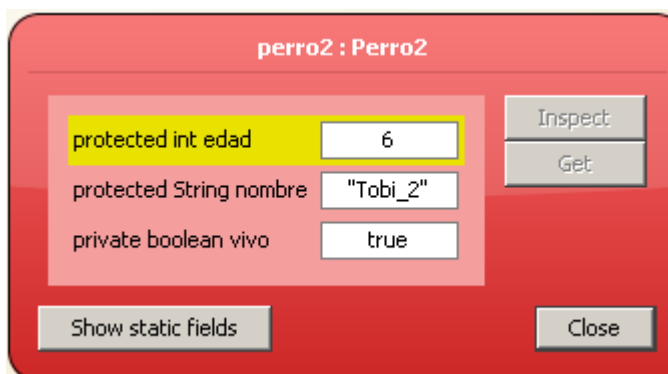 perro2 : Perro2
protected int edad 6
protected String nombre "Tobi_2"
private boolean vivo true
Inspect
Get
Show static fields
Close